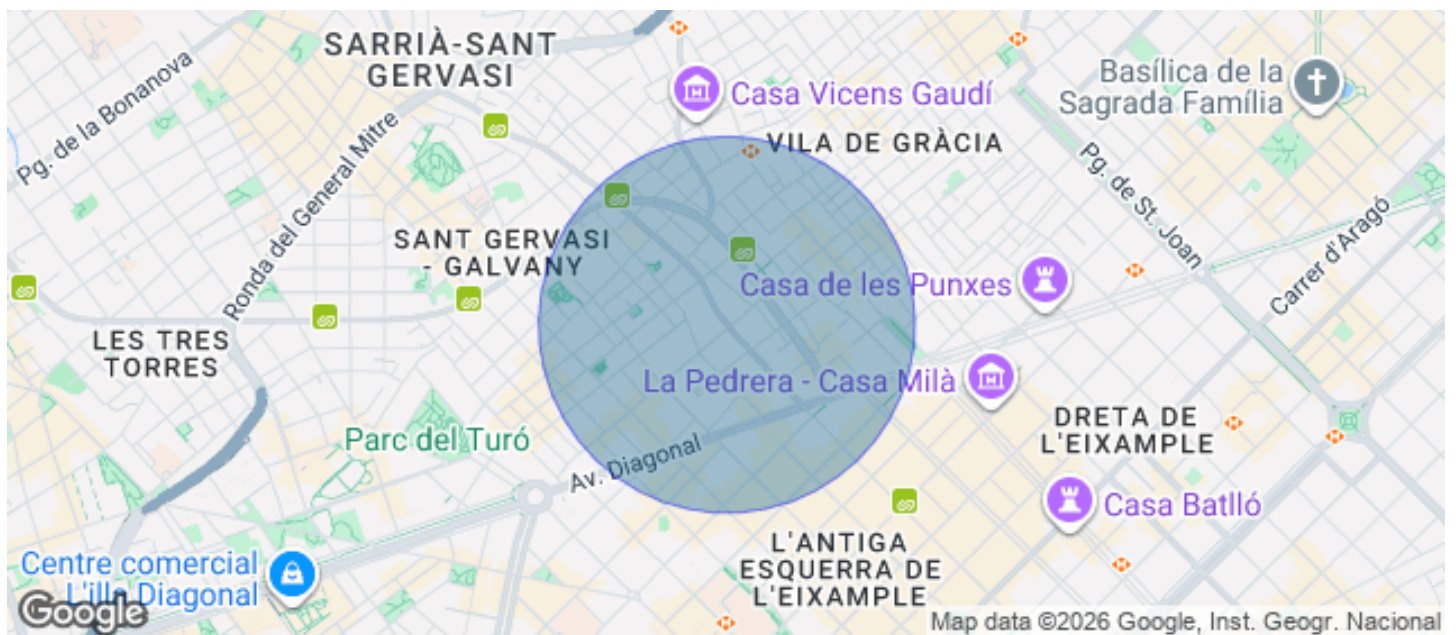 SARRIÀ-SANT
GERVASI
Pg. de la Bonanova
Ronda del General Mitre
Casa Vicens Gaudí
VILA DE GRÀCIA
Basílica de la
Sagrada Família
Pg. de St. Joan
Carrer d'Aragó
SANT GERVASI
- GALVANY
Casa de les Punxes
LES TRES
TORRES
La Pedrera - Casa Milà
DRETA DE
L'EIXAMPLE
Parc del Turó
Av. Diagonal
Casa Batlló
L'ANTIGA
ESQUERRA DE
L'EIXAMPLE
Centre comercial
L'illa Diagonal
Google
Map data ©2026 Google, Inst. Geogr. Nacional